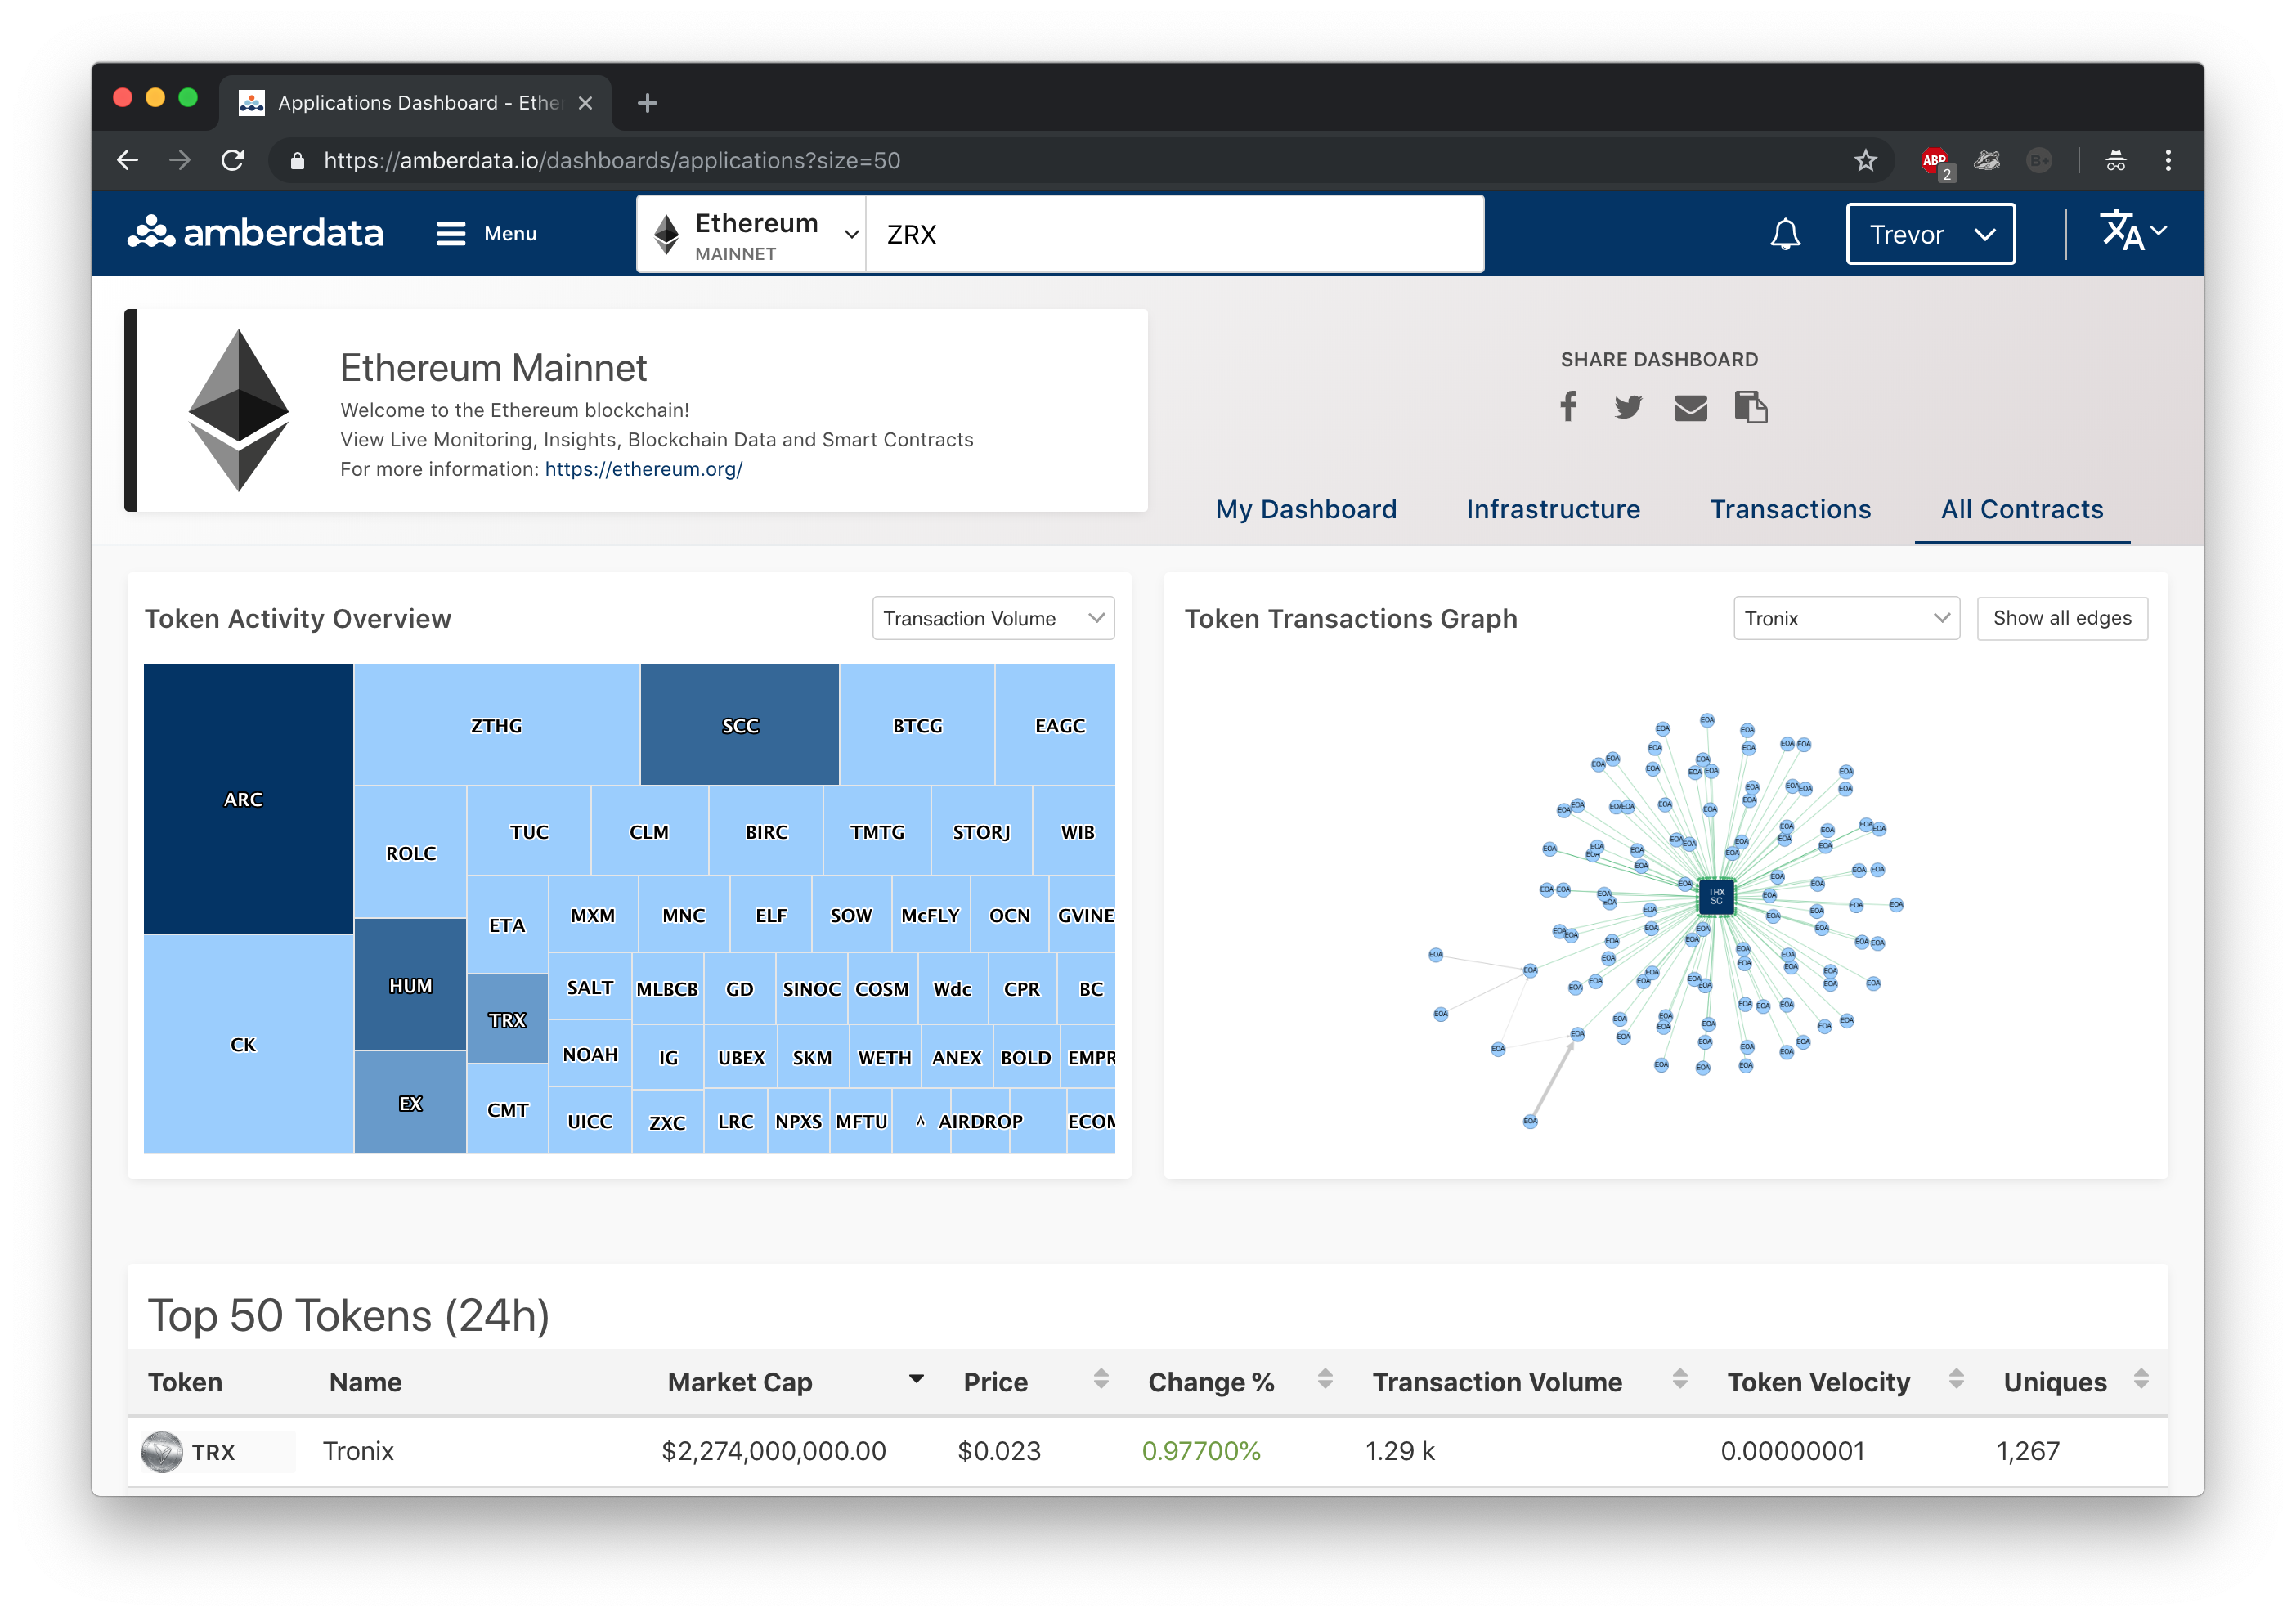 Applications Dashboard - Ethe
https://amberdata.io/dashboards/applications?size=50
ABP
2
B+
amberdata
Menu
Ethereum
MAINNET
ZRX
Trevor
Ethereum Mainnet
Welcome to the Ethereum blockchain!
View Live Monitoring, Insights, Blockchain Data and Smart Contracts
For more information: https://ethereum.org/
SHARE DASHBOARD
My Dashboard Infrastructure Transactions All Contracts
Token Activity Overview
Transaction Volume
ARC
CK
ZTHG SCC BTCG EAGC
ROLC
HUM
EX
TUC CLM BIRC TMTG STORJ WIB
ETA
TRX
CMT
MXM MNC ELF SOW McFLY OCN GVINE
SALT MLBCB GD SINOC COSM Wdc CPR BC
NOAH IG UBEX SKM WETH ANEX BOLD EMPR
UICC ZXC LRC NPXS MFTU AIRDROP ECOM
Token Transactions Graph
Tronix
Show all edges
TRX
SC
EOA
Top 50 Tokens (24h)
Token Name Market Cap Price Change % Transaction Volume Token Velocity Uniques
TRX Tronix $2,274,000,000.00 $0.023 0.97700% 1.29 k 0.00000001 1,267